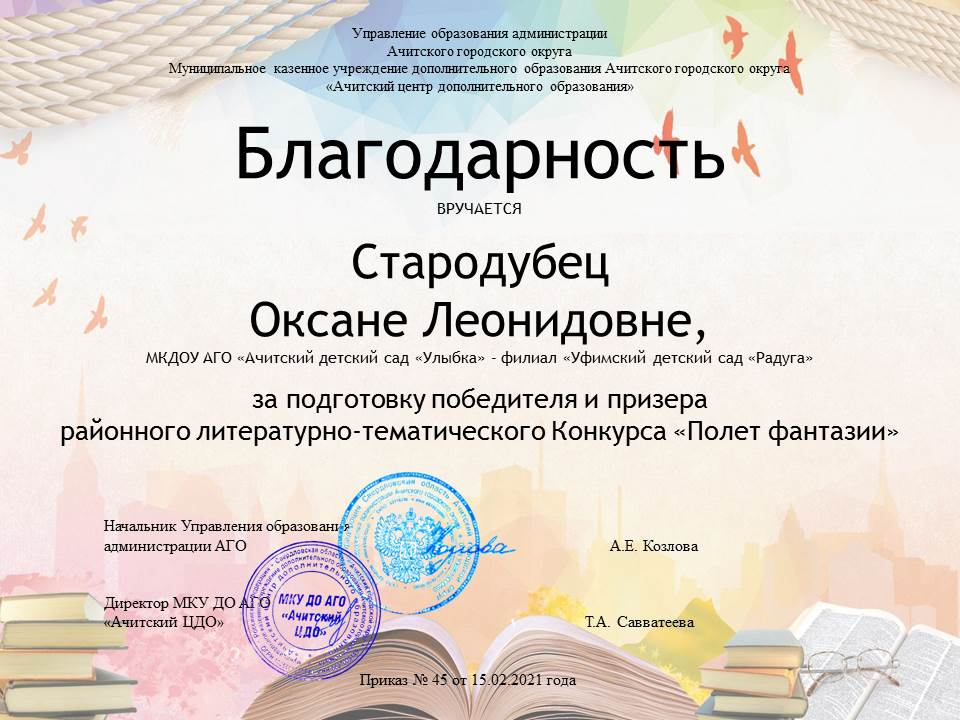 Управление образования администрации
Ачитского городского округа
Муниципальное казенное учреждение дополнительного образования Ачитского городского округа
«Ачитский центр дополнительного образования»
Благодарность
ВРУЧАЕТСЯ
Стародубец
Оксане Леонидовне,
МКДОУ АГО «Ачитский детский сад «Улыбка» - филиал «Уфимский детский сад «Радуга»
за подготовку победителя и призера
районного литературно-тематического Конкурса «Полет фантазии»
Начальник Управления образования
администрации АГО
А.Е. Козлова
Директор МКУ ДО АГО
«Ачитский ЦДО»
Т.А. Савватеева
МКУ ДО АГО
«Ачитский
ЦДО»
Приказ № 45 от 15.02.2021 года